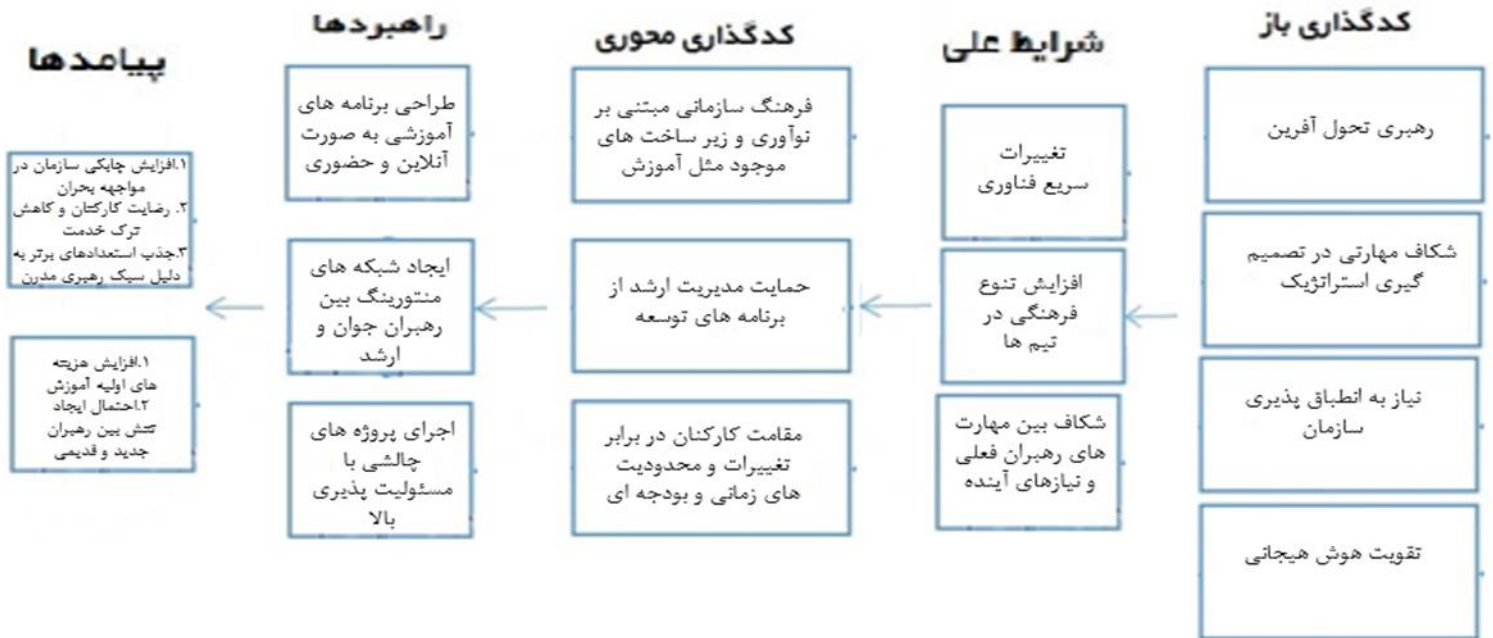 کدگذاری باز
رهبری تحول آفرین
شکاف مهارتی در تصمیم
گیری استراتژیک
نیاز به انطباق پذیری
سازمان
تقویت هوش هیجانی
شرایط علی
تغییرات
سریع فناوری
افزایش تنوع
فرهنگی در
تیم ها
شکاف بین مهارت
های رهبران فعلی
و نیازهای آینده
کدگذاری محوری
فرهنگ سازمانی مبتنی بر
نوآوری و زیر ساخت های
موجود مثل آموزش
حمایت مدیریت ارشد از
برنامه های توسعه
مقامت کارکنان در برابر
تغییرات و محدودیت
های زمانی و بودجه ای
راهبردها
طراحی برنامه های
آموزشی به صورت
آنلاین و حضوری
ایجاد شبکه های
منتورینگ بین
رهبران جوان و
ارشد
اجرای پروژه های
چالشی با
مسئولیت پذیری
بالا
پیامدها
۱.افزایش چابکی سازمان در
مواجهه بحران
۲. رضایت کارکنان و کاهش
ترک خدمت
۳.جذب استعدادهای برتر به
دلیل سبک رهبری مدرن
۱.افزایش هزینه
های اولیه آموزش
۲.احتمال ایجاد
تنش بین رهبران
جدید و قدیمی